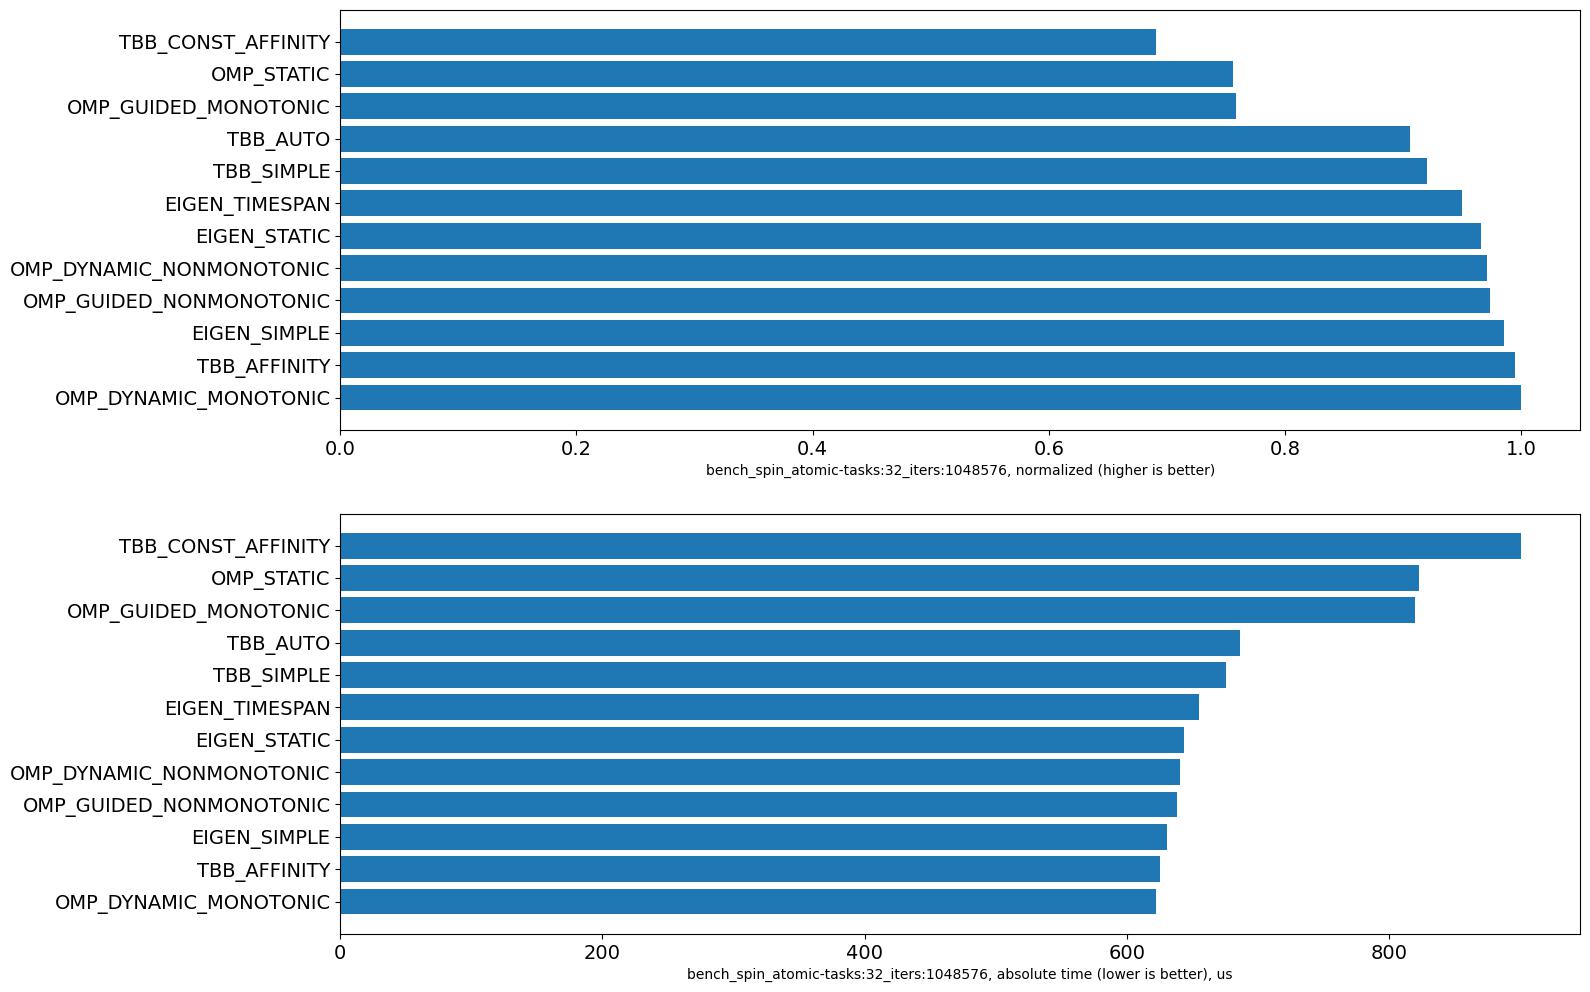 TBB_CONST_AFFINITY
OMP_STATIC
OMP_GUIDED_MONOTONIC
TBB_AUTO
TBB_SIMPLE
EIGEN_TIMESPAN
EIGEN_STATIC
OMP_DYNAMIC_NONMONOTONIC
OMP_GUIDED_NONMONOTONIC
EIGEN_SIMPLE
TBB_AFFINITY
OMP_DYNAMIC_MONOTONIC
0.0 0.2 0.4 0.6 0.8 1.0
bench_spin_atomic-tasks:32_iters:1048576, normalized (higher is better)
TBB_CONST_AFFINITY
OMP_STATIC
OMP_GUIDED_MONOTONIC
TBB_AUTO
TBB_SIMPLE
EIGEN_TIMESPAN
EIGEN_STATIC
OMP_DYNAMIC_NONMONOTONIC
OMP_GUIDED_NONMONOTONIC
EIGEN_SIMPLE
TBB_AFFINITY
OMP_DYNAMIC_MONOTONIC
0 200 400 600 800
bench_spin_atomic-tasks:32_iters:1048576, absolute time (lower is better), us